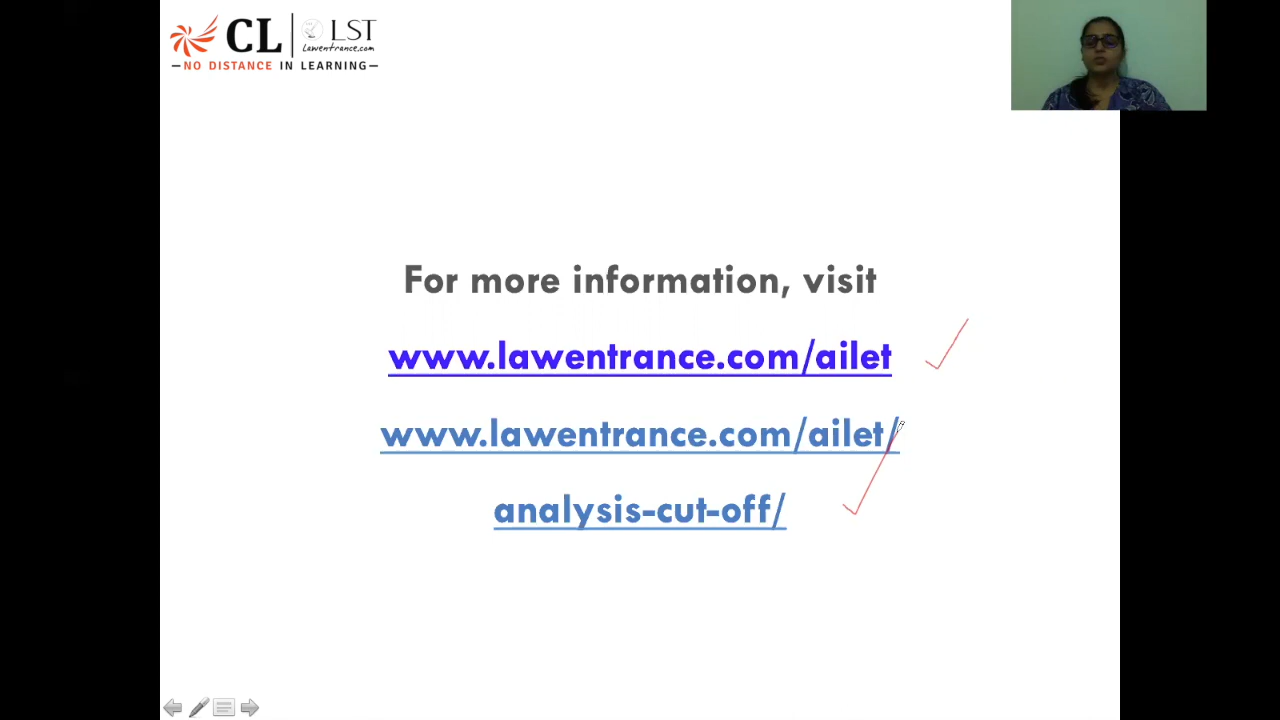 CL LST
Lawentrance.com
NO DISTANCE IN LEARNING
For more information, visit
www.lawentrance.com/ailet
www.lawentrance.com/ailet/
analysis-cut-off/